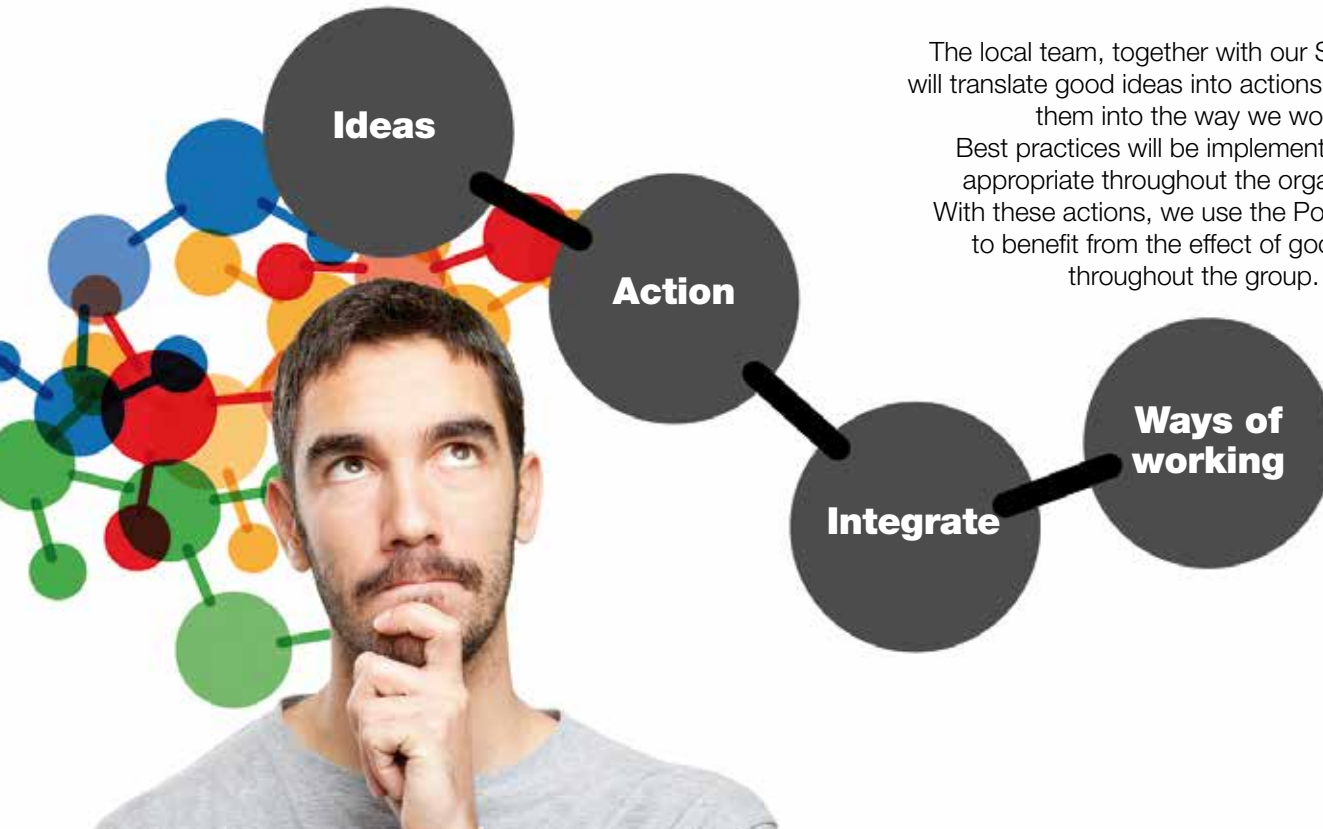 The local team, together with our
will translate good ideas into actions
them into the way we
Best practices will be
appropriate throughout the
With these actions, we use the
to benefit from the effect of
throughout the group.
Ideas
Action
Integrate
Ways of
working